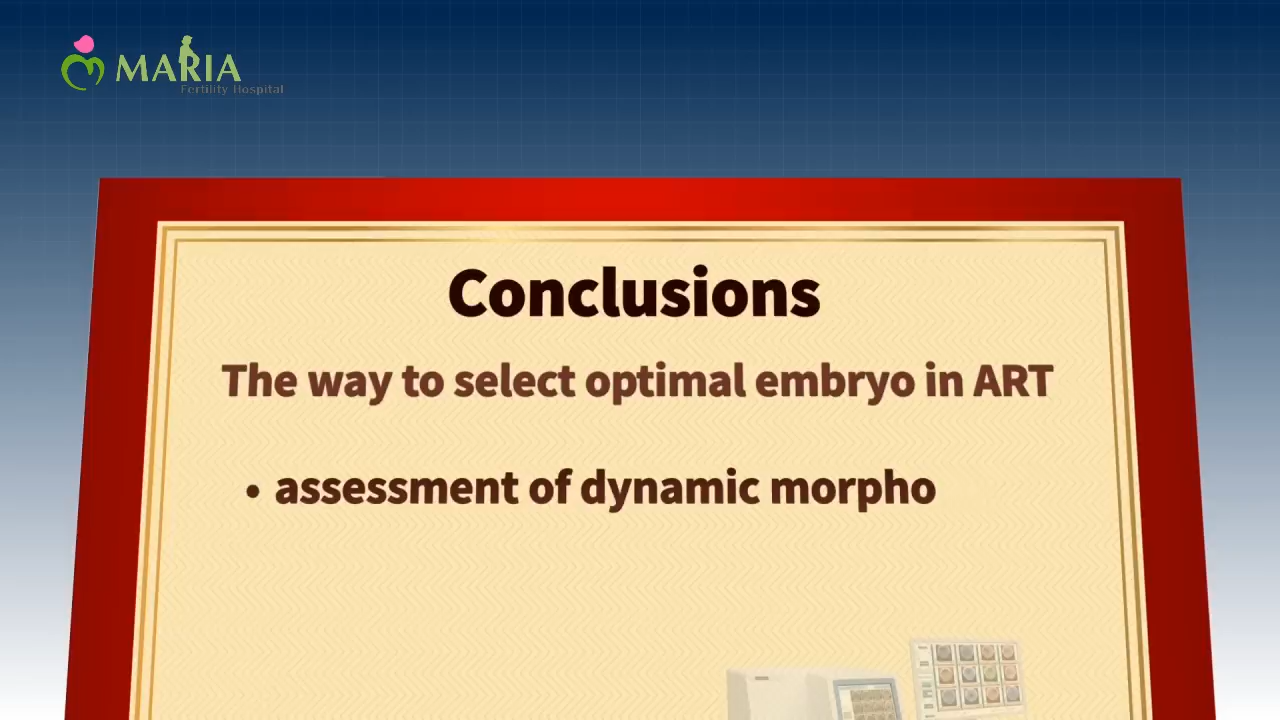 MARIA
Fertility Hospital
Conclusions
The way to select optimal embryo in ART
• assessment of dynamic morpho